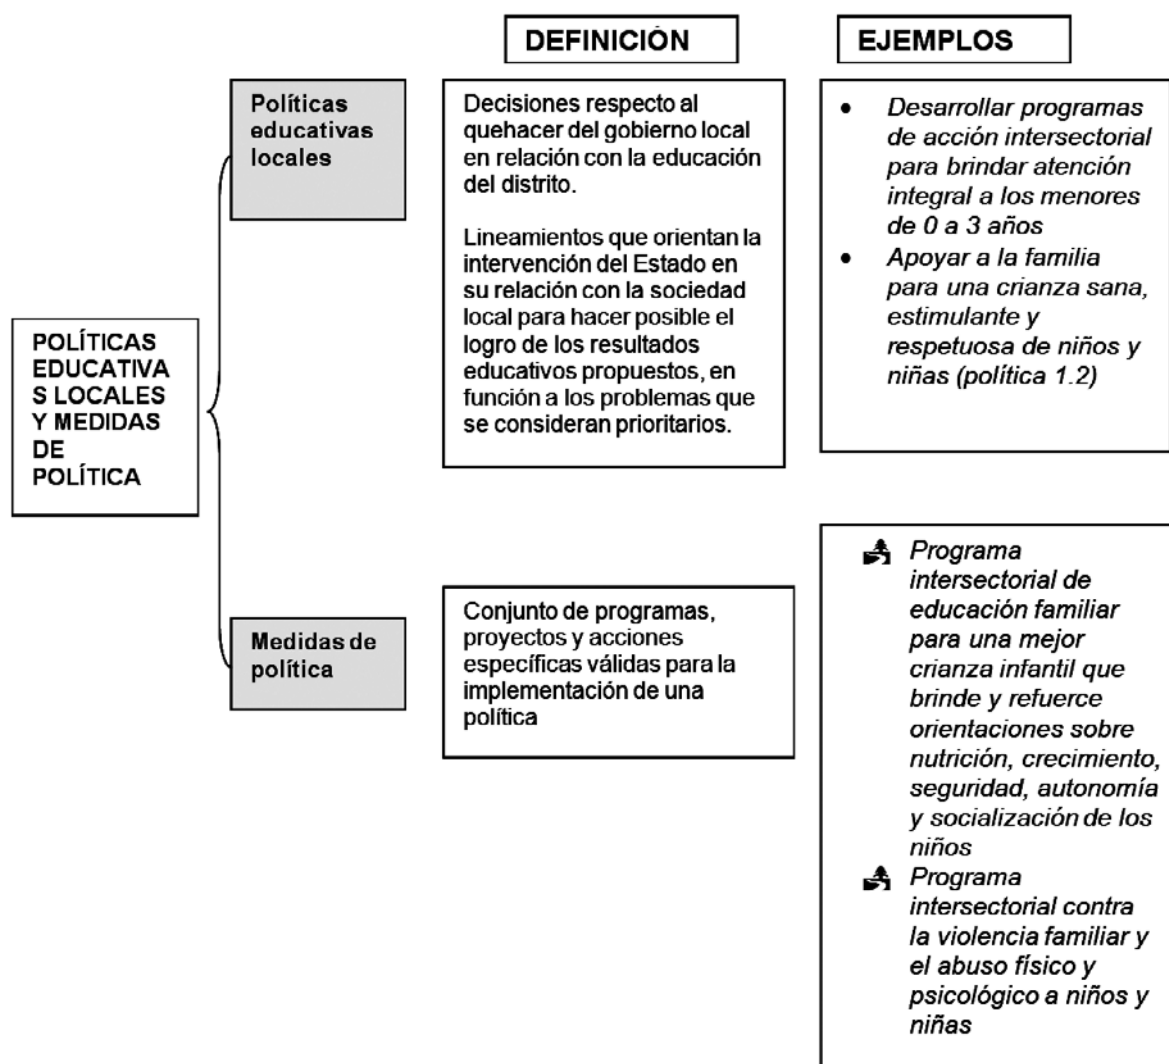 DEFINICIÓN
EJEMPLOS
POLÍTICAS
EDUCATIVA
S LOCALES
Y MEDIDAS
DE
POLÍTICA
Políticas
educativas
locales
Decisiones respecto al
quehacer del gobierno local
en relación con la educación
del distrito.
Lineamientos que orientan la
intervención del Estado en
su relación con la sociedad
local para hacer posible el
logro de los resultados
educativos propuestos, en
función a los problemas que
se consideran prioritarios.
• Desarrollar programas
de acción intersectorial
para brindar atención
integral a los menores
de 0 a 3 años
• Apoyar a la familia
para una crianza sana,
estimulante y
respetuosa de niños y
niñas (política 1.2)
Medidas de
política
Conjunto de programas,
proyectos y acciones
específicas válidas para la
implementación de una
política
Programa
intersectorial de
educación familiar
para una mejor
crianza infantil que
brinde y refuerce
orientaciones sobre
nutrición, crecimiento,
seguridad, autonomía
y socialización de los
niños
Programa
intersectorial contra
la violencia familiar y
el abuso físico y
psicológico a niños y
niñas